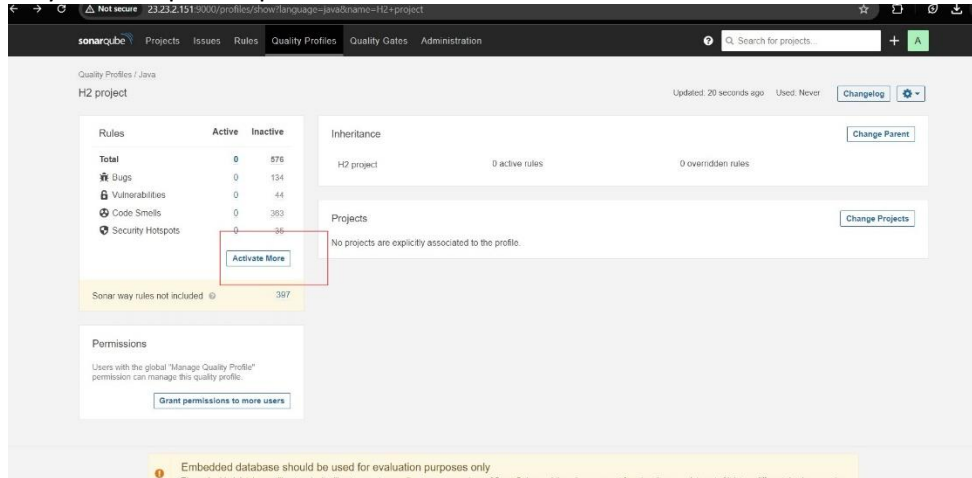 Not secure 23.23.2.151:9000/profiles/show?language=java&name=H2+project
sonarqube Projects Issues Rules Quality Profiles Quality Gates Administration Search for projects... A
Quality Profiles / Java
H2 project Updated: 20 seconds ago Used: Never Changelog
Rules Active Inactive
Total 0 576
Bugs 0 134
Vulnerabilities 0 44
Code Smells 0 363
Security Hotspots 0 35
Activate More
Sonar way rules not included 397
Permissions
Users with the global "Manage Quality Profile"
permission can manage this quality profile.
Grant permissions to more users
Inheritance Change Parent
H2 project 0 active rules 0 overridden rules
Projects Change Projects
No projects are explicitly associated to the profile.
Embedded database should be used for evaluation purposes only